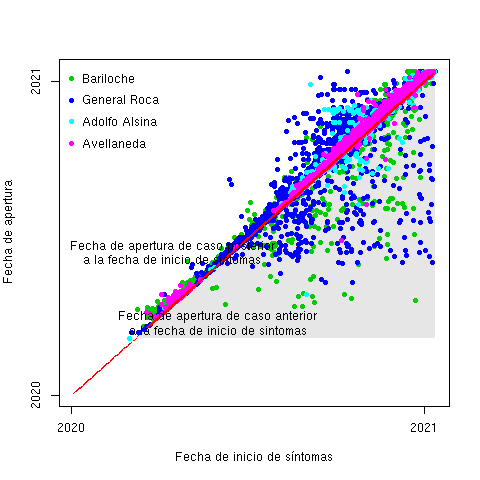 Bariloche
General Roca
Adolfo Alsina
Avellaneda
Fecha de apertura de caso posterior
a la fecha de inicio de síntomas
Fecha de apertura de caso anterior
a la fecha de inicio de síntomas
2021
2020
Fecha de apertura
2020
2021
Fecha de inicio de síntomas